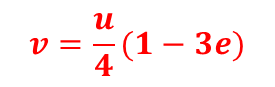 v = u/4 (1 − 3e)